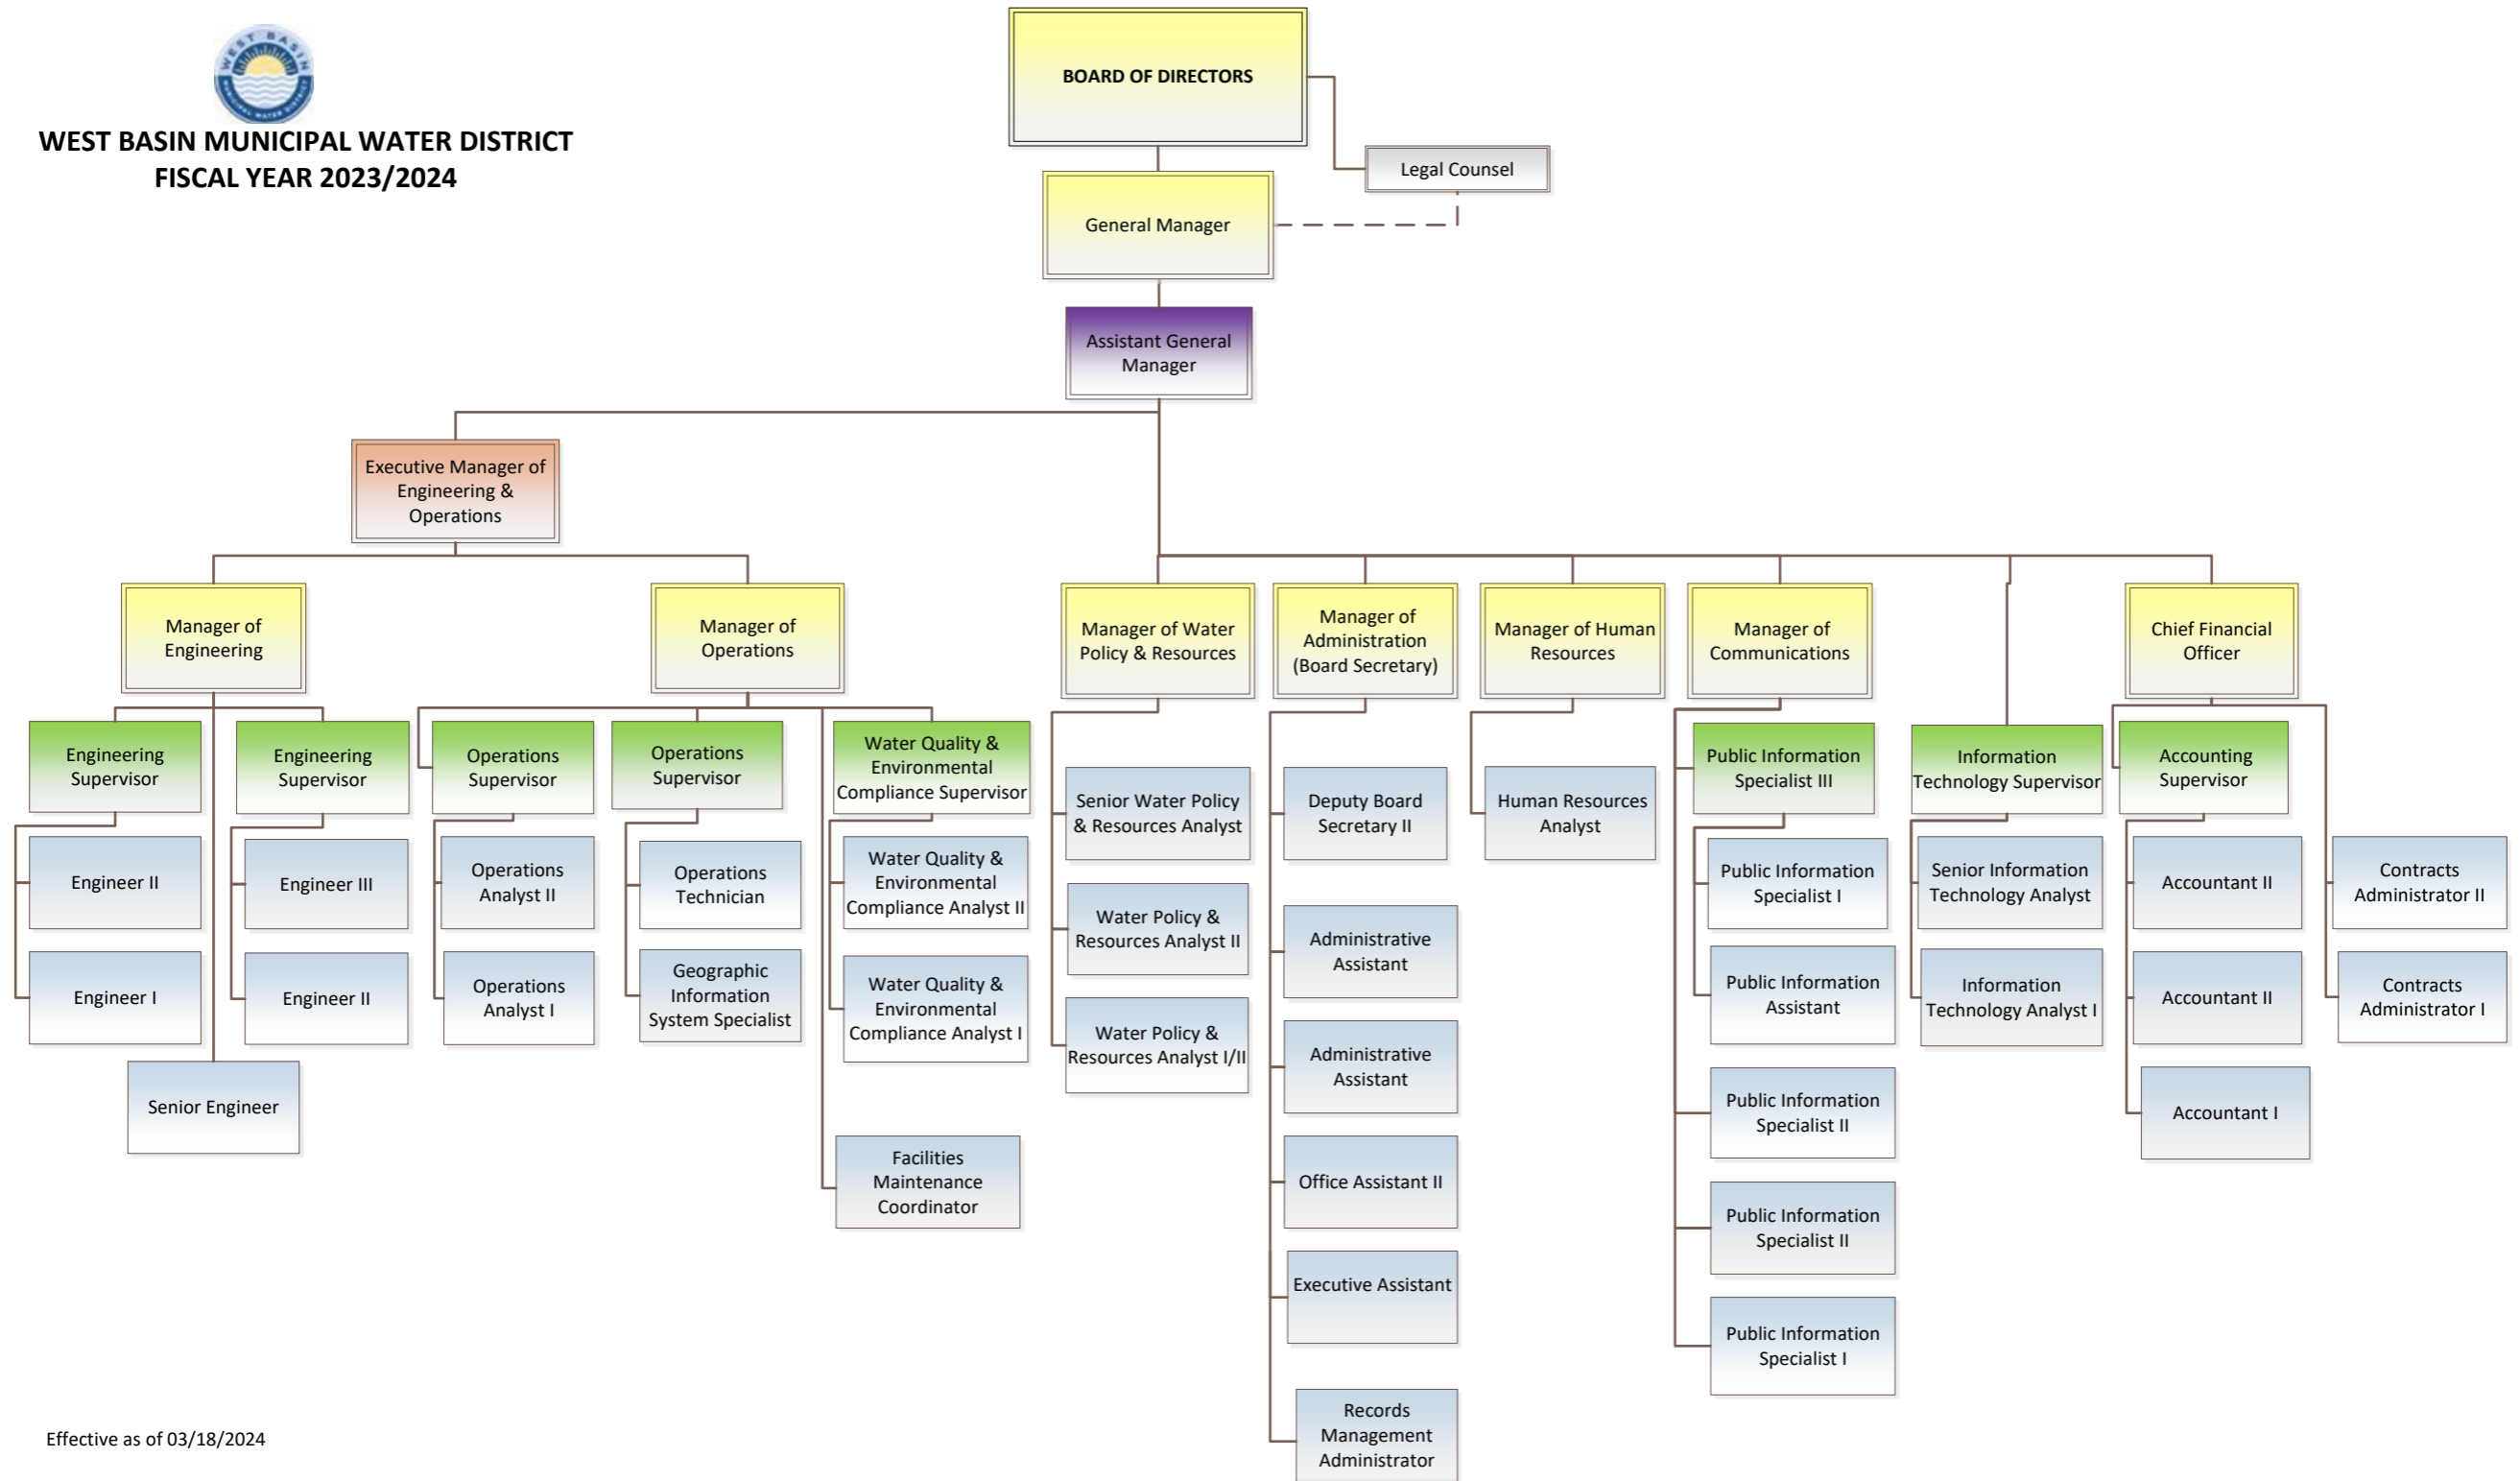 WEST BASIN
MUNICIPAL WATER DISTRICT
WEST BASIN MUNICIPAL WATER DISTRICT
FISCAL YEAR 2023/2024
BOARD OF DIRECTORS
Legal Counsel
General Manager
Assistant General
Manager
Executive Manager of
Engineering &
Operations
Manager of
Engineering
Manager of
Operations
Manager of Water
Policy & Resources
Manager of
Administration
(Board Secretary)
Manager of Human
Resources
Manager of
Communications
Chief Financial
Officer
Engineering
Supervisor
Engineering
Supervisor
Operations
Supervisor
Operations
Supervisor
Water Quality &
Environmental
Compliance Supervisor
Public Information
Specialist III
Information
Technology Supervisor
Accounting
Supervisor
Senior Water Policy
& Resources Analyst
Deputy Board
Secretary II
Human Resources
Analyst
Engineer II
Engineer III
Operations
Analyst II
Operations
Technician
Water Quality &
Environmental
Compliance Analyst II
Public Information
Specialist I
Senior Information
Technology Analyst
Accountant II
Contracts
Administrator II
Water Policy &
Resources Analyst II
Administrative
Assistant
Engineer I
Engineer II
Operations
Analyst I
Geographic
Information
System Specialist
Water Quality &
Environmental
Compliance Analyst I
Public Information
Assistant
Information
Technology Analyst I
Accountant II
Contracts
Administrator I
Water Policy &
Resources Analyst I/II
Administrative
Assistant
Senior Engineer
Public Information
Specialist II
Accountant I
Facilities
Maintenance
Coordinator
Office Assistant II
Public Information
Specialist II
Executive Assistant
Public Information
Specialist I
Records
Management
Administrator
Effective as of 03/18/2024